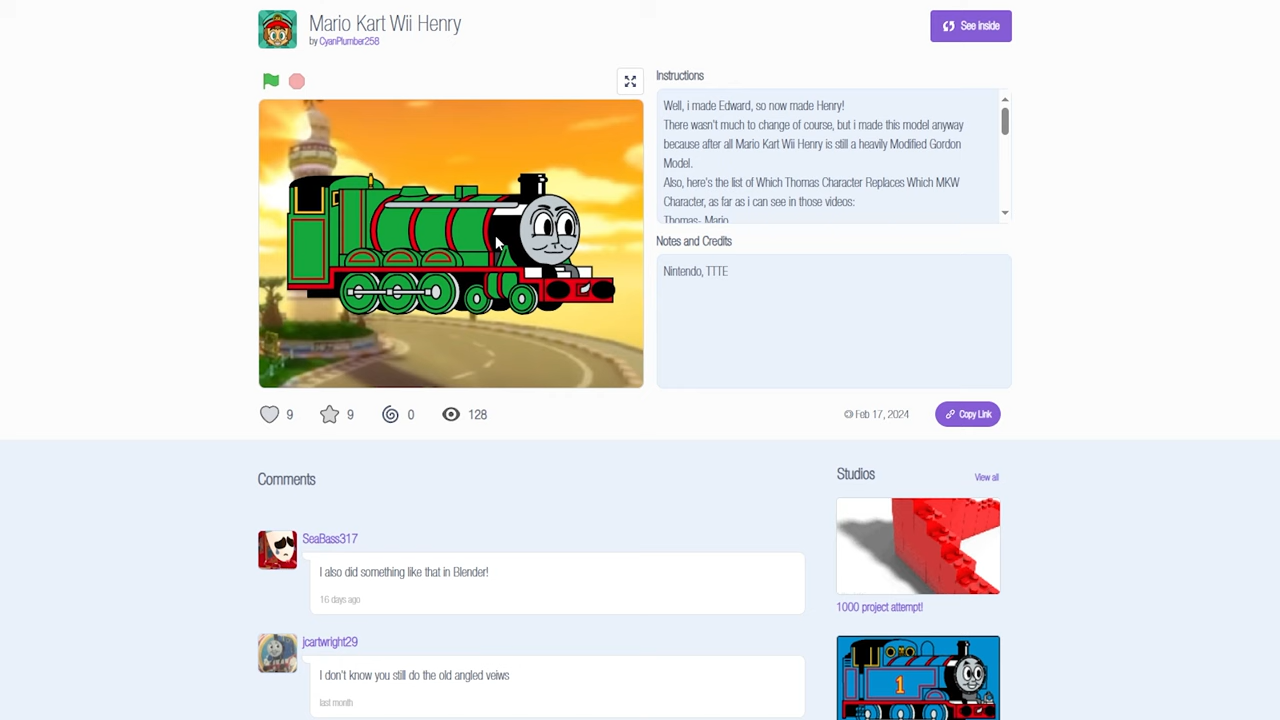 Mario Kart Wii Henry
by CyanPlumber258
See inside
Instructions
Well, i made Edward, so now made Henry!
There wasn't much to change of course, but i made this model anyway
because after all Mario Kart Wii Henry is still a heavily Modified Gordon
Model.
Also, here's the list of Which Thomas Character Replaces Which MKW
Character, as far as i can see in those videos:
Thomas- Mario
Notes and Credits
Nintendo, TTTE
9
9
0
128
Feb 17, 2024
Copy Link
Comments
SeaBass317
I also did something like that in Blender!
16 days ago
jcartwright29
I don't know you still do the old angled veiws
last month
Studios
View all
1000 project attempt!
1